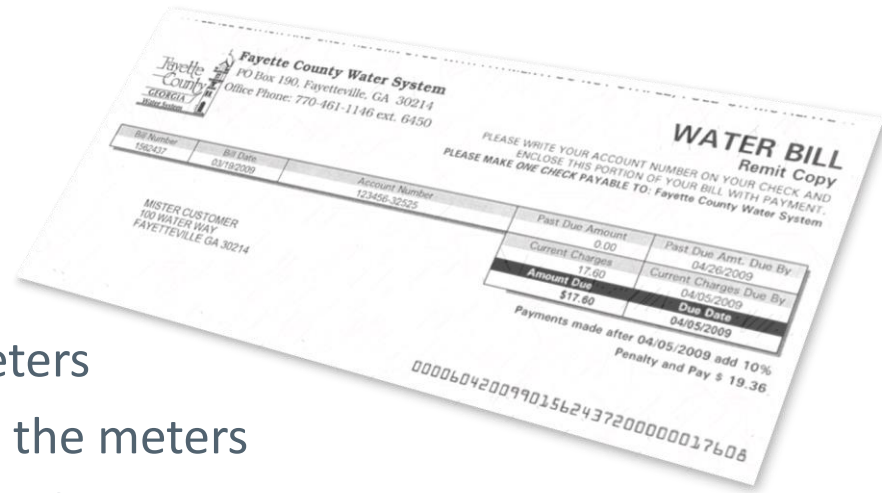 Fayette
County
GEORGIA
Water System
Fayette County Water System
PO Box 190, Fayetteville, GA 30214
Office Phone: 770-461-1146 ext. 6450
WATER BILL
Remit Copy
PLEASE WRITE YOUR ACCOUNT NUMBER ON YOUR CHECK AND
ENCLOSE THIS PORTION OF YOUR BILL WITH PAYMENT.
PLEASE MAKE ONE CHECK PAYABLE TO: Fayette County Water System
Bill Number Bill Date Account Number
1562437 03/19/2009 123456-32525
MISTER CUSTOMER
100 WATER WAY
FAYETTEVILLE GA 30214
Past Due Amount Past Due Amt. Due By
0.00 04/26/2009
Current Charges Current Charges Due By
17.60 04/05/2009
Amount Due Due Date
$17.60 04/05/2009
Payments made after 04/05/2009 add 10%
Penalty and Pay $ 19.36
eters
the meters